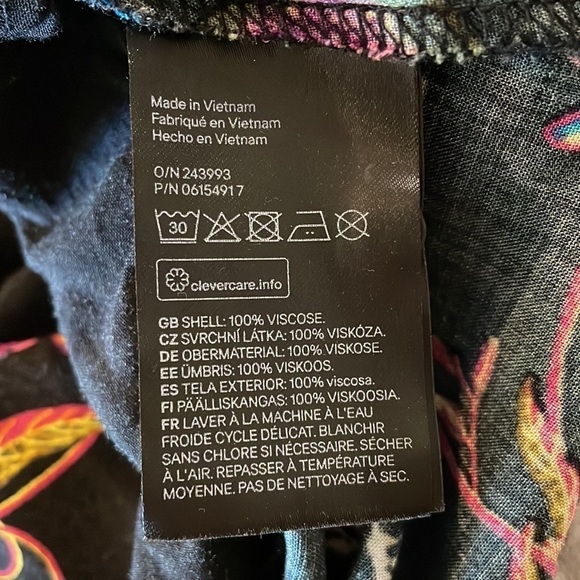 Made in Vietnam
Fabriqué en Vietnam
Hecho en Vietnam
O/N 243993
P/N 06154917
30
clevercare.info
GB SHELL: 100% VISCOSE.
CZ SVRCHNÍ LÁTKA: 100% VISKÓZA.
DE OBERMATERIAL: 100% VISKOSE.
EE ÜMBRIS: 100% VISKOOS.
ES TELA EXTERIOR: 100% viscosa.
FI PÄÄLLISKANGAS: 100% VISKOOSIA.
FR LAVER À LA MACHINE À L'EAU
FROIDE CYCLE DÉLICAT. BLANCHIR
SANS CHLORE SI NÉCESSAIRE. SÉCHER
À L'AIR. REPASSER À TEMPÉRATURE
MOYENNE. PAS DE NETTOYAGE À SEC.